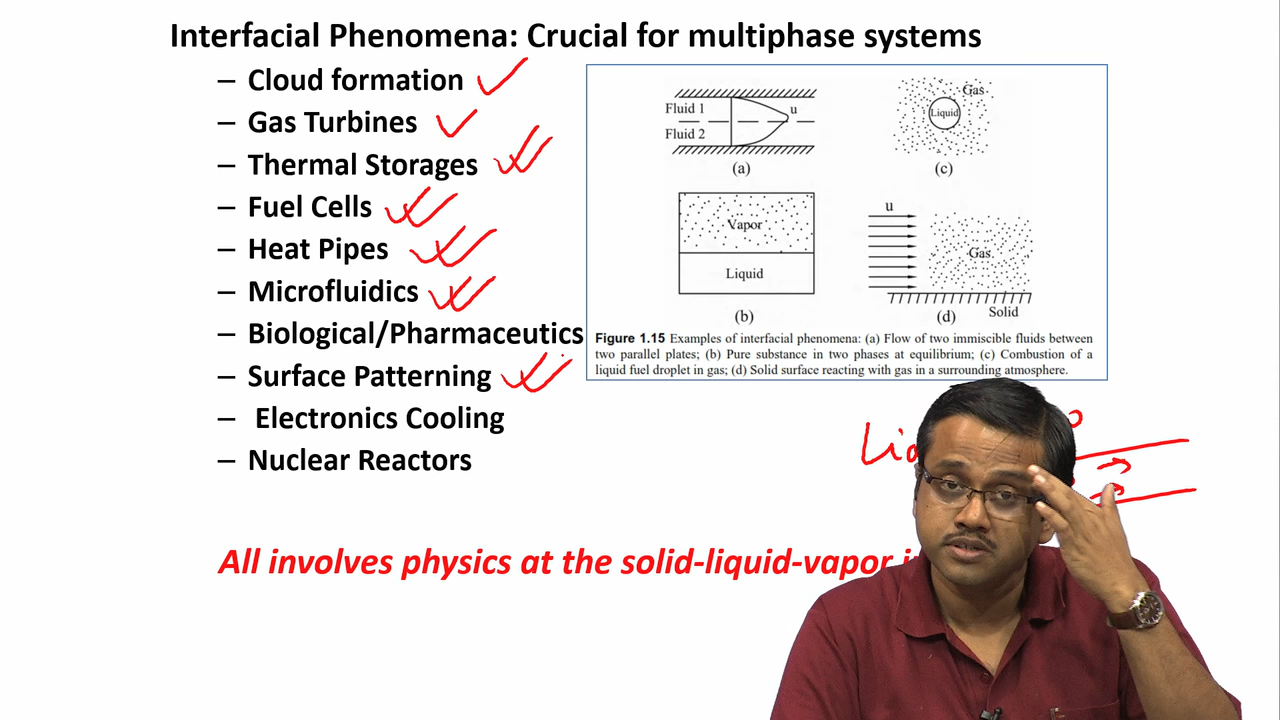 Interfacial Phenomena: Crucial for multiphase systems
– Cloud formation
– Gas Turbines
– Thermal Storages
– Fuel Cells
– Heat Pipes
– Microfluidics
– Biological/Pharmaceutics
– Surface Patterning
– Electronics Cooling
– Nuclear Reactors
Fluid 1
u
Fluid 2
(a)
Gas
Liquid
(c)
Vapor
Liquid
(b)
u
Gas
Solid
(d)
Figure 1.15 Examples of interfacial phenomena: (a) Flow of two immiscible fluids between
two parallel plates; (b) Pure substance in two phases at equilibrium; (c) Combustion of a
liquid fuel droplet in gas; (d) Solid surface reacting with gas in a surrounding atmosphere.
All involves physics at the solid-liquid-vapor